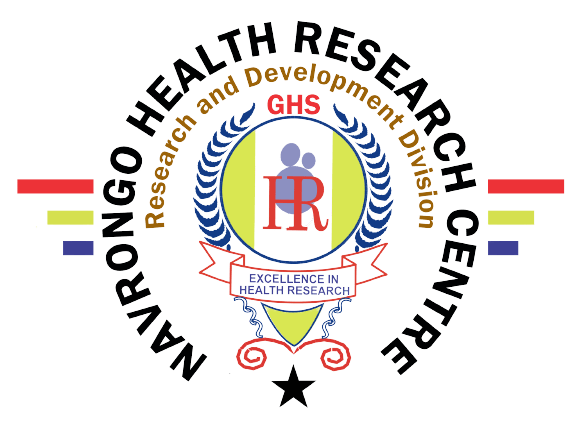 NAVRONGO HEALTH RESEARCH CENTRE
Research and Development Division
GHS
HR
EXCELLENCE IN
HEALTH RESEARCH